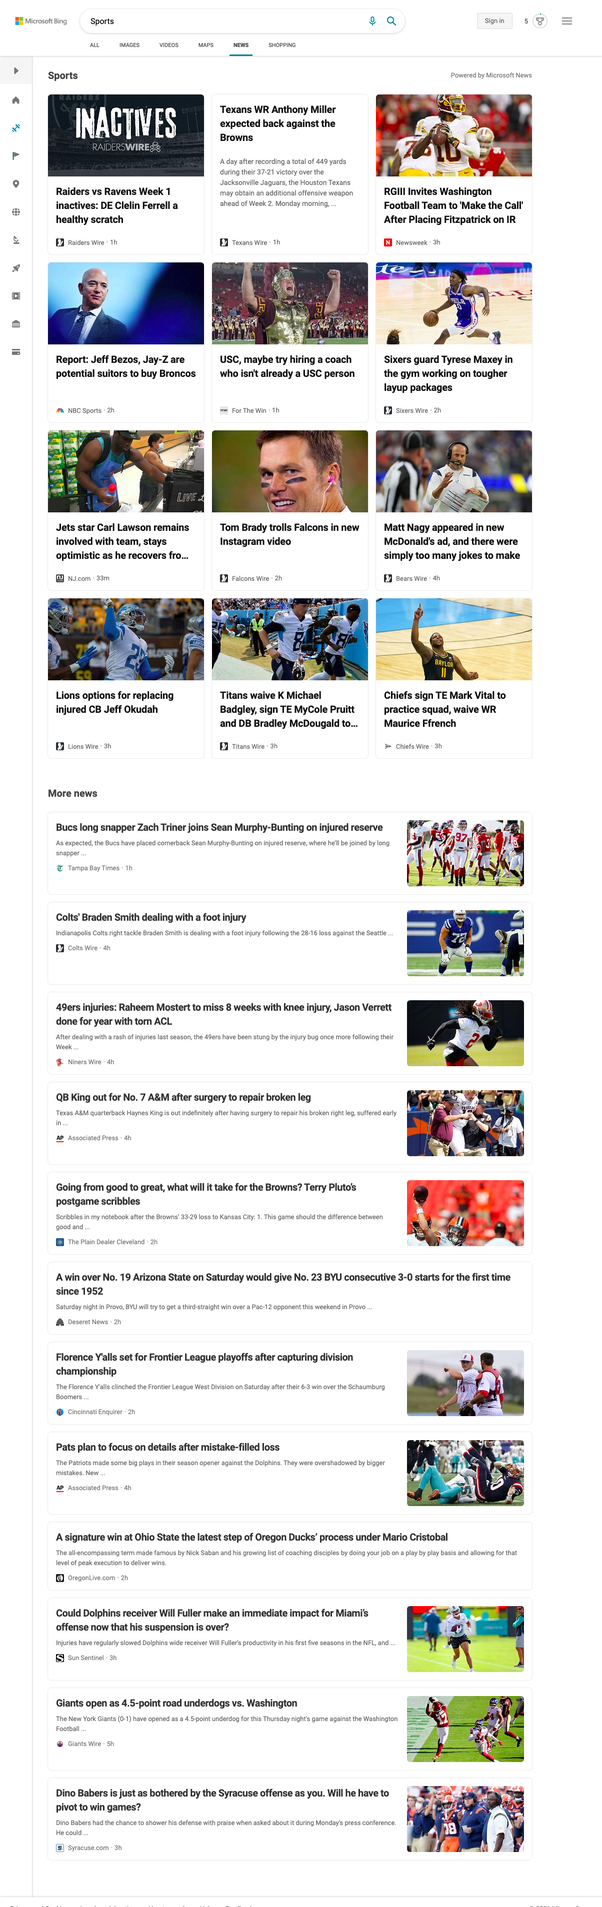 Microsoft Bing
Sports
Sign in
5
ALL IMAGES VIDEOS MAPS NEWS SHOPPING
Sports
Powered by Microsoft News
RAIDERS
INACTIVES
RAIDERSWIRE
Raiders vs Ravens Week 1
inactives: DE Clelin Ferrell a
healthy scratch
Raiders Wire · 1h
Texans WR Anthony Miller
expected back against the
Browns
A day after recording a total of 449 yards
during their 37-21 victory over the
Jacksonville Jaguars, the Houston Texans
may obtain an additional offensive weapon
ahead of Week 2. Monday morning, ...
Texans Wire · 1h
10
RGIII Invites Washington
Football Team to 'Make the Call'
After Placing Fitzpatrick on IR
Newsweek · 3h
Report: Jeff Bezos, Jay-Z are
potential suitors to buy Broncos
NBC Sports · 2h
USC, maybe try hiring a coach
who isn't already a USC person
For The Win · 1h
Sixers guard Tyrese Maxey in
the gym working on tougher
layup packages
Sixers Wire · 2h
LIVE
Jets star Carl Lawson remains
involved with team, stays
optimistic as he recovers fro...
NJ.com · 33m
Tom Brady trolls Falcons in new
Instagram video
Falcons Wire · 2h
Matt Nagy appeared in new
McDonald's ad, and there were
simply too many jokes to make
Bears Wire · 4h
Lions options for replacing
injured CB Jeff Okudah
Lions Wire · 3h
Titans waive K Michael
Badgley, sign TE MyCole Pruitt
and DB Bradley McDougald to...
Titans Wire · 3h
BAYLOR
11
Chiefs sign TE Mark Vital to
practice squad, waive WR
Maurice Ffrench
Chiefs Wire · 3h
More news
Bucs long snapper Zach Triner joins Sean Murphy-Bunting on injured reserve
As expected, the Bucs have placed cornerback Sean Murphy-Bunting on injured reserve, where he'll be joined by long
snapper ...
Tampa Bay Times · 1h
97
Colts' Braden Smith dealing with a foot injury
Indianapolis Colts right tackle Braden Smith is dealing with a foot injury following the 28-16 loss against the Seattle ...
Colts Wire · 4h
72
49ers injuries: Raheem Mostert to miss 8 weeks with knee injury, Jason Verrett
done for year with torn ACL
After dealing with a rash of injuries last season, the 49ers have been stung by the injury bug once more following their
Week ...
Niners Wire · 4h
2
QB King out for No. 7 A&M after surgery to repair broken leg
Texas A&M quarterback Haynes King is out indefinitely after having surgery to repair his broken right leg, suffered early
in ...
AP Associated Press · 4h
Going from good to great, what will it take for the Browns? Terry Pluto's
postgame scribbles
Scribbles in my notebook after the Browns' 33-29 loss to Kansas City: 1. This game should the difference between
good and ...
The Plain Dealer Cleveland · 2h
A win over No. 19 Arizona State on Saturday would give No. 23 BYU consecutive 3-0 starts for the first time
since 1952
Saturday night in Provo, BYU will try to get a third-straight win over a Pac-12 opponent this weekend in Provo ...
Deseret News · 2h
Florence Y'alls set for Frontier League playoffs after capturing division
championship
The Florence Y'alls clinched the Frontier League West Division on Saturday after their 6-3 win over the Schaumburg
Boomers ...
Cincinnati Enquirer · 2h
Pats plan to focus on details after mistake-filled loss
The Patriots made some big plays in their season opener against the Dolphins. They were overshadowed by bigger
mistakes. New ...
AP Associated Press · 4h
A signature win at Ohio State the latest step of Oregon Ducks' process under Mario Cristobal
The all-encompassing term made famous by Nick Saban and his growing list of coaching disciples by doing your job on a play by play basis and allowing for that
level of peak execution to deliver wins.
OregonLive.com · 2h
Could Dolphins receiver Will Fuller make an immediate impact for Miami's
offense now that his suspension is over?
Injuries have regularly slowed Dolphins wide receiver Will Fuller's productivity in his first five seasons in the NFL, and ...
Sun Sentinel · 3h
Giants open as 4.5-point road underdogs vs. Washington
The New York Giants (0-1) have opened as a 4.5-point underdog for this Thursday night's game against the Washington
Football ...
Giants Wire · 5h
Dino Babers is just as bothered by the Syracuse offense as you. Will he have to
pivot to win games?
Dino Babers had the chance to shower his defense with praise when asked about it during Monday's press conference.
He could ...
Syracuse.com · 3h